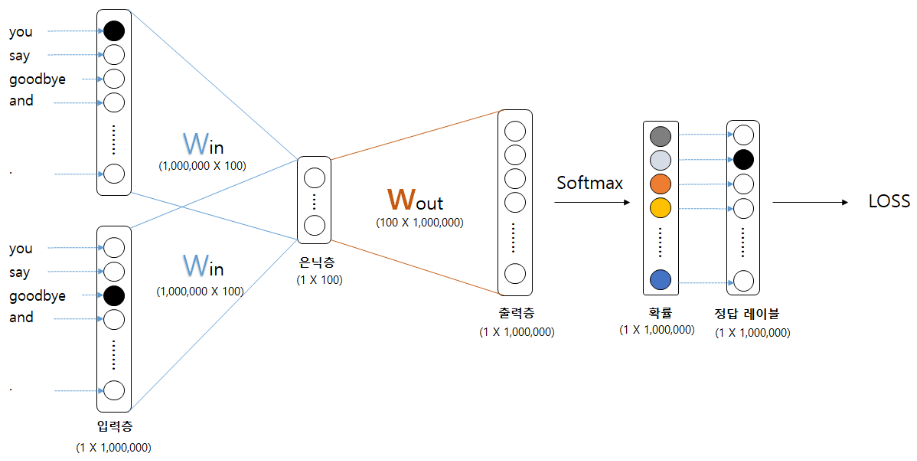 you
say
goodbye
and
.
Win
(1,000,000 X 100)
you
say
goodbye
and
.
Win
(1,000,000 X 100)
입력층
(1 X 1,000,000)
은닉층
(1 X 100)
Wout
(100 X 1,000,000)
출력층
(1 X 1,000,000)
Softmax
확률
(1 X 1,000,000)
정답 레이블
(1 X 1,000,000)
LOSS